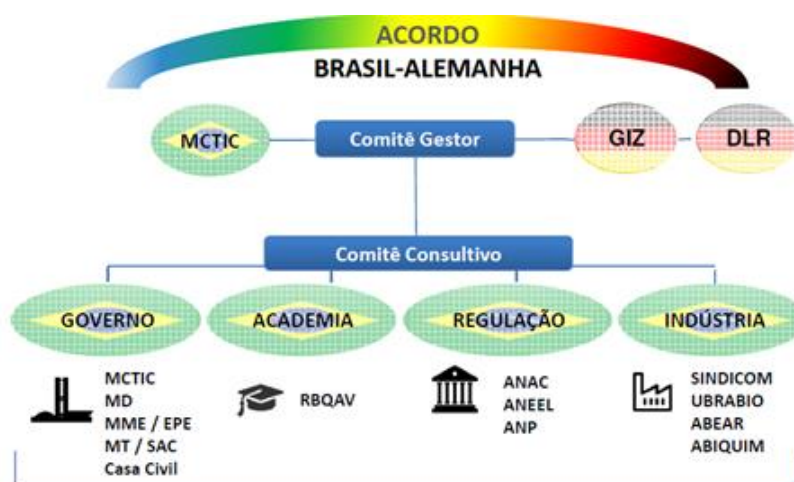 ACORDO
BRASIL-ALEMANHA
MCTIC
Comitê Gestor
GIZ
DLR
Comitê Consultivo
GOVERNO
ACADEMIA
REGULAÇÃO
INDÚSTRIA
MCTIC
MD
MME / EPE
MT / SAC
Casa Civil
RBQAV
ANAC
ANEEL
ANP
SINDICOM
UBRABIO
ABEAR
ABIQUIM